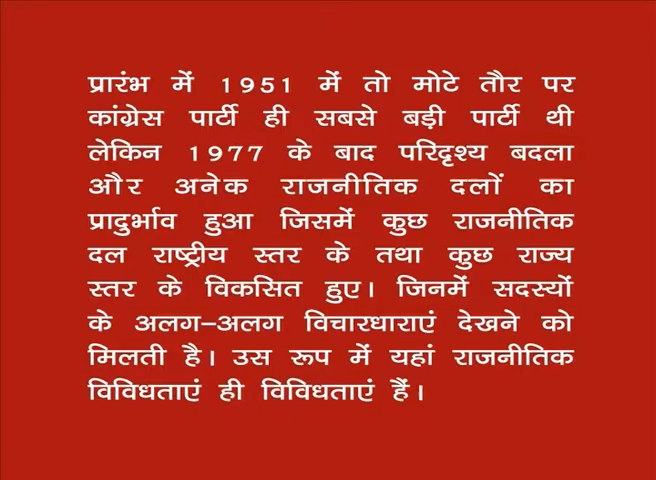 प्रारंभ में 1951 में तो मोटे तौर पर
कांग्रेस पार्टी ही सबसे बड़ी पार्टी थी
लेकिन 1977 के बाद परिदृश्य बदला
और अनेक राजनीतिक दलों का
प्रादुर्भाव हुआ जिसमें कुछ राजनीतिक
दल राष्ट्रीय स्तर के तथा कुछ राज्य
स्तर के विकसित हुए। जिनमें सदस्यों
के अलग–अलग विचारधाराएं देखने को
मिलती है। उस रूप में यहां राजनीतिक
विविधताएं ही विविधताएं हैं।